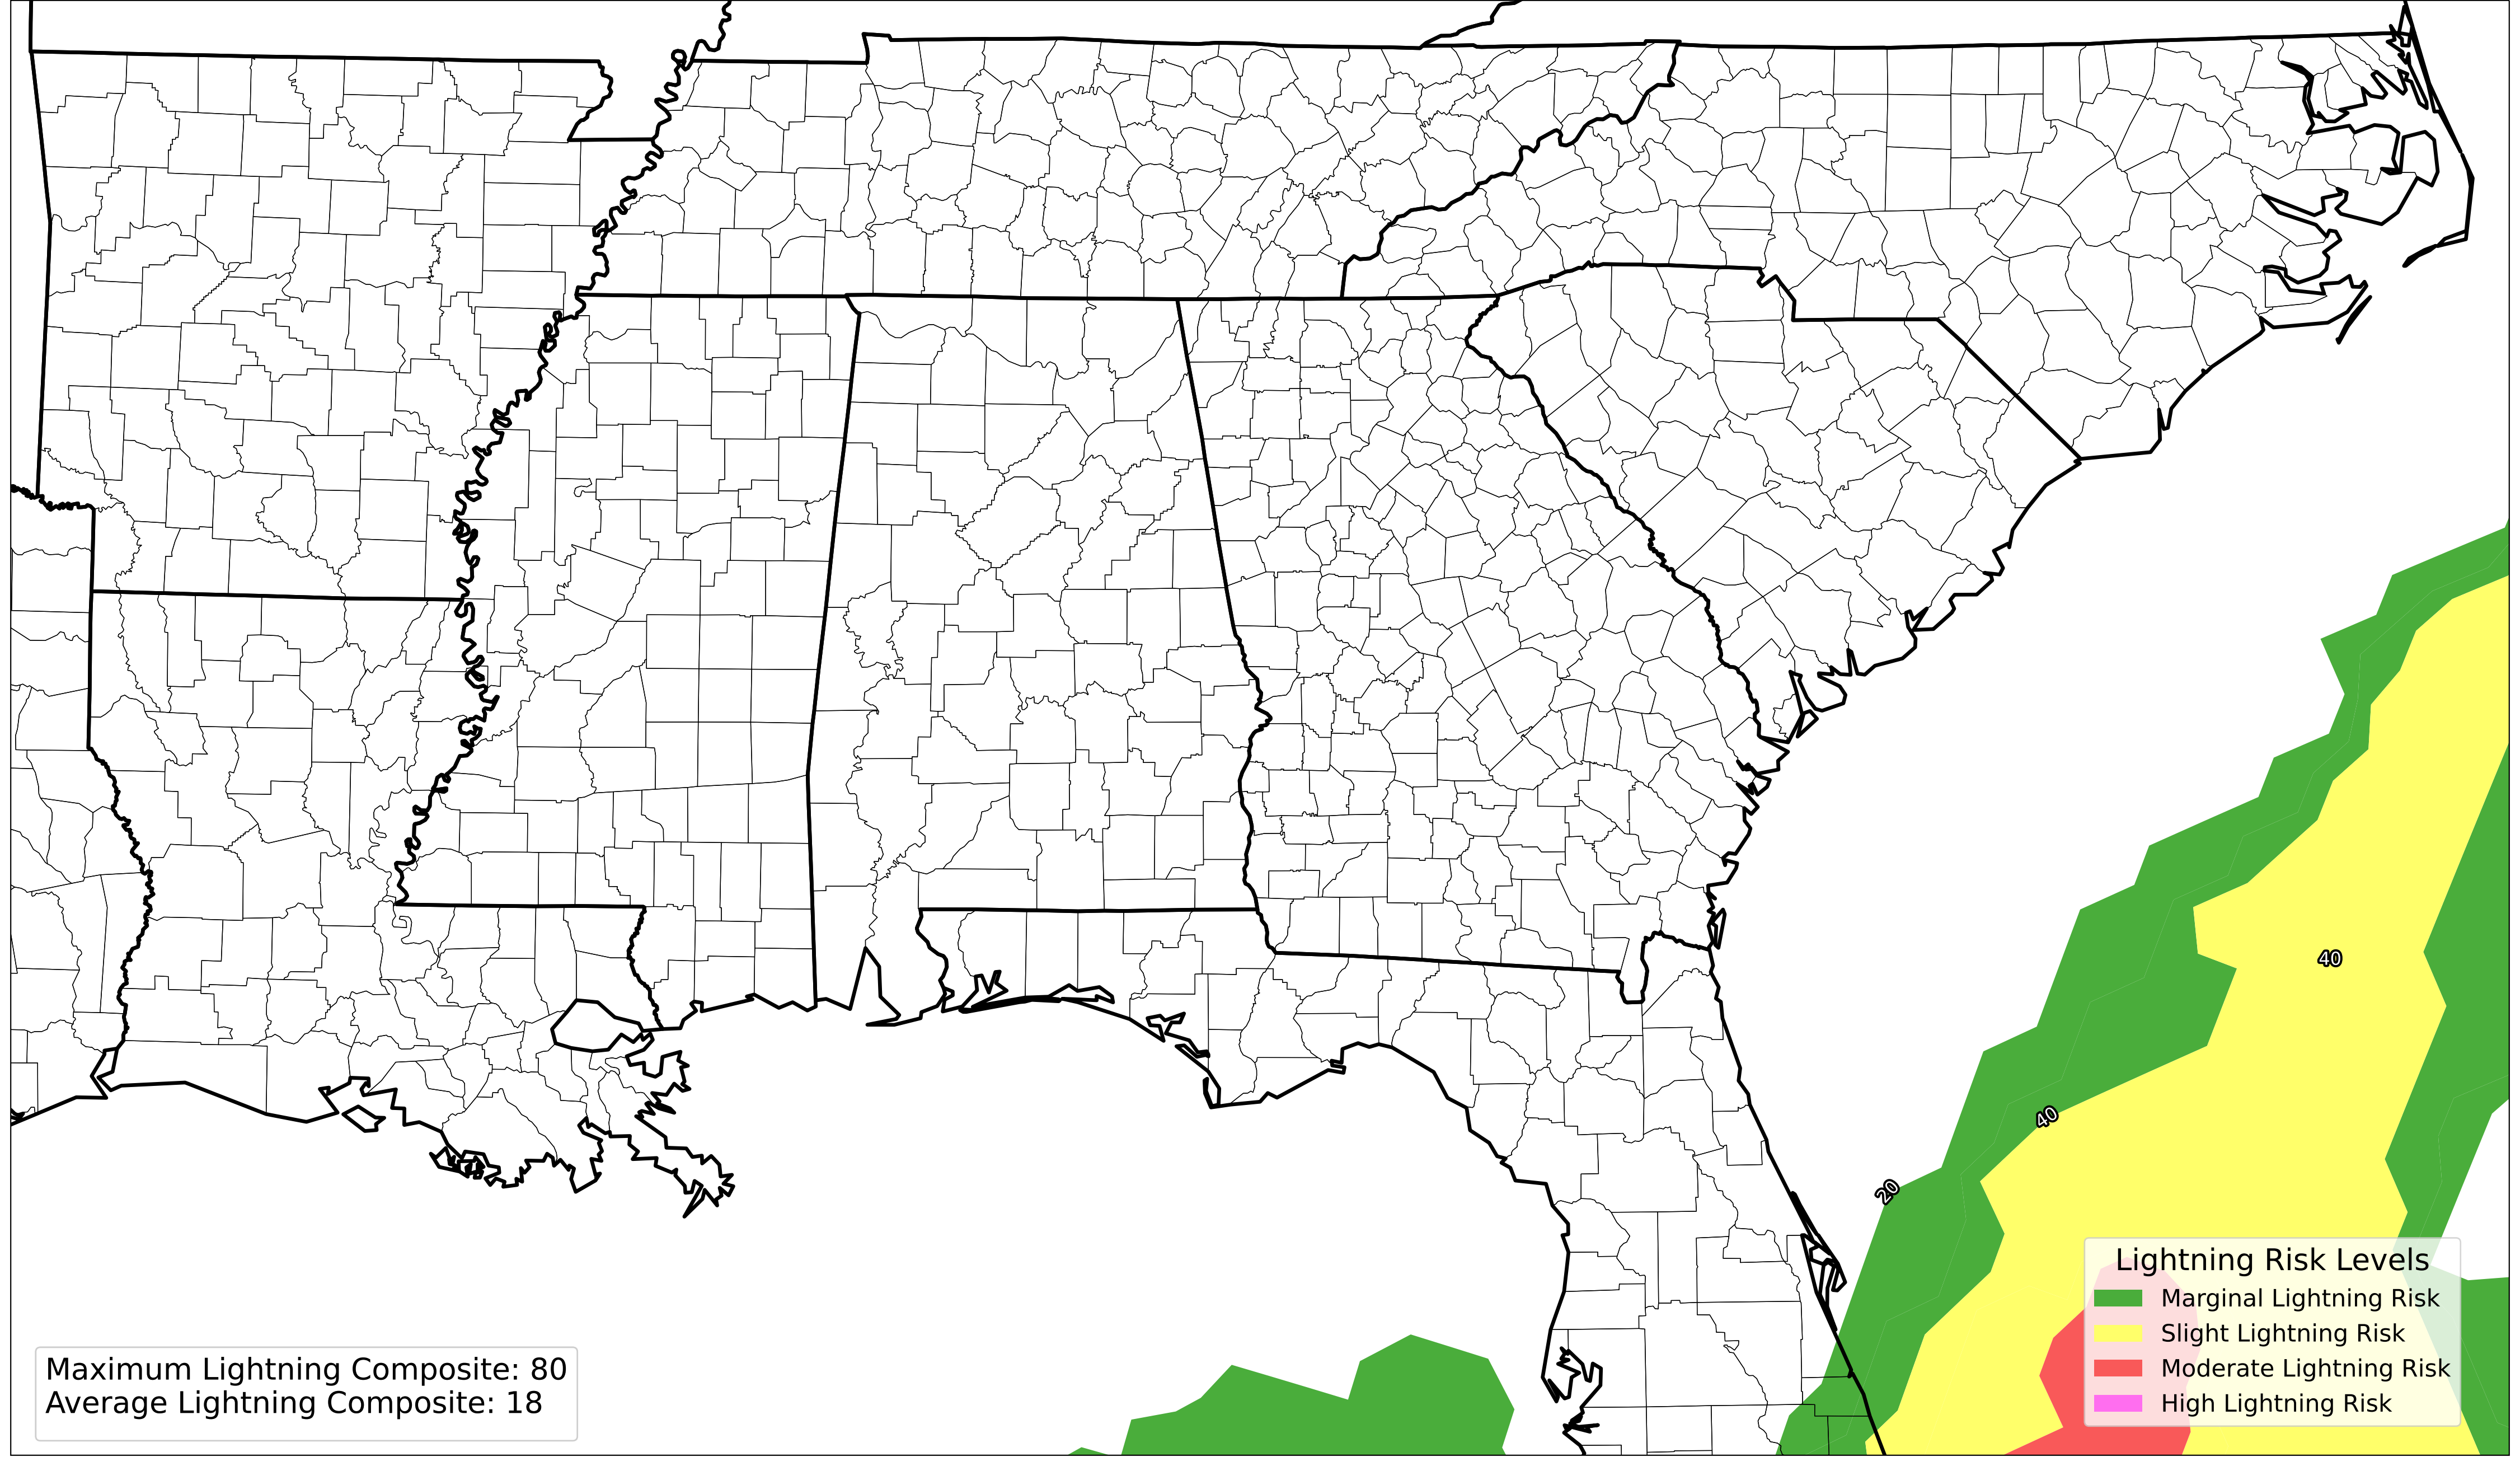 40
40
20
Lightning Risk Levels
Marginal Lightning Risk
Slight Lightning Risk
Moderate Lightning Risk
High Lightning Risk
Maximum Lightning Composite: 80
Average Lightning Composite: 18